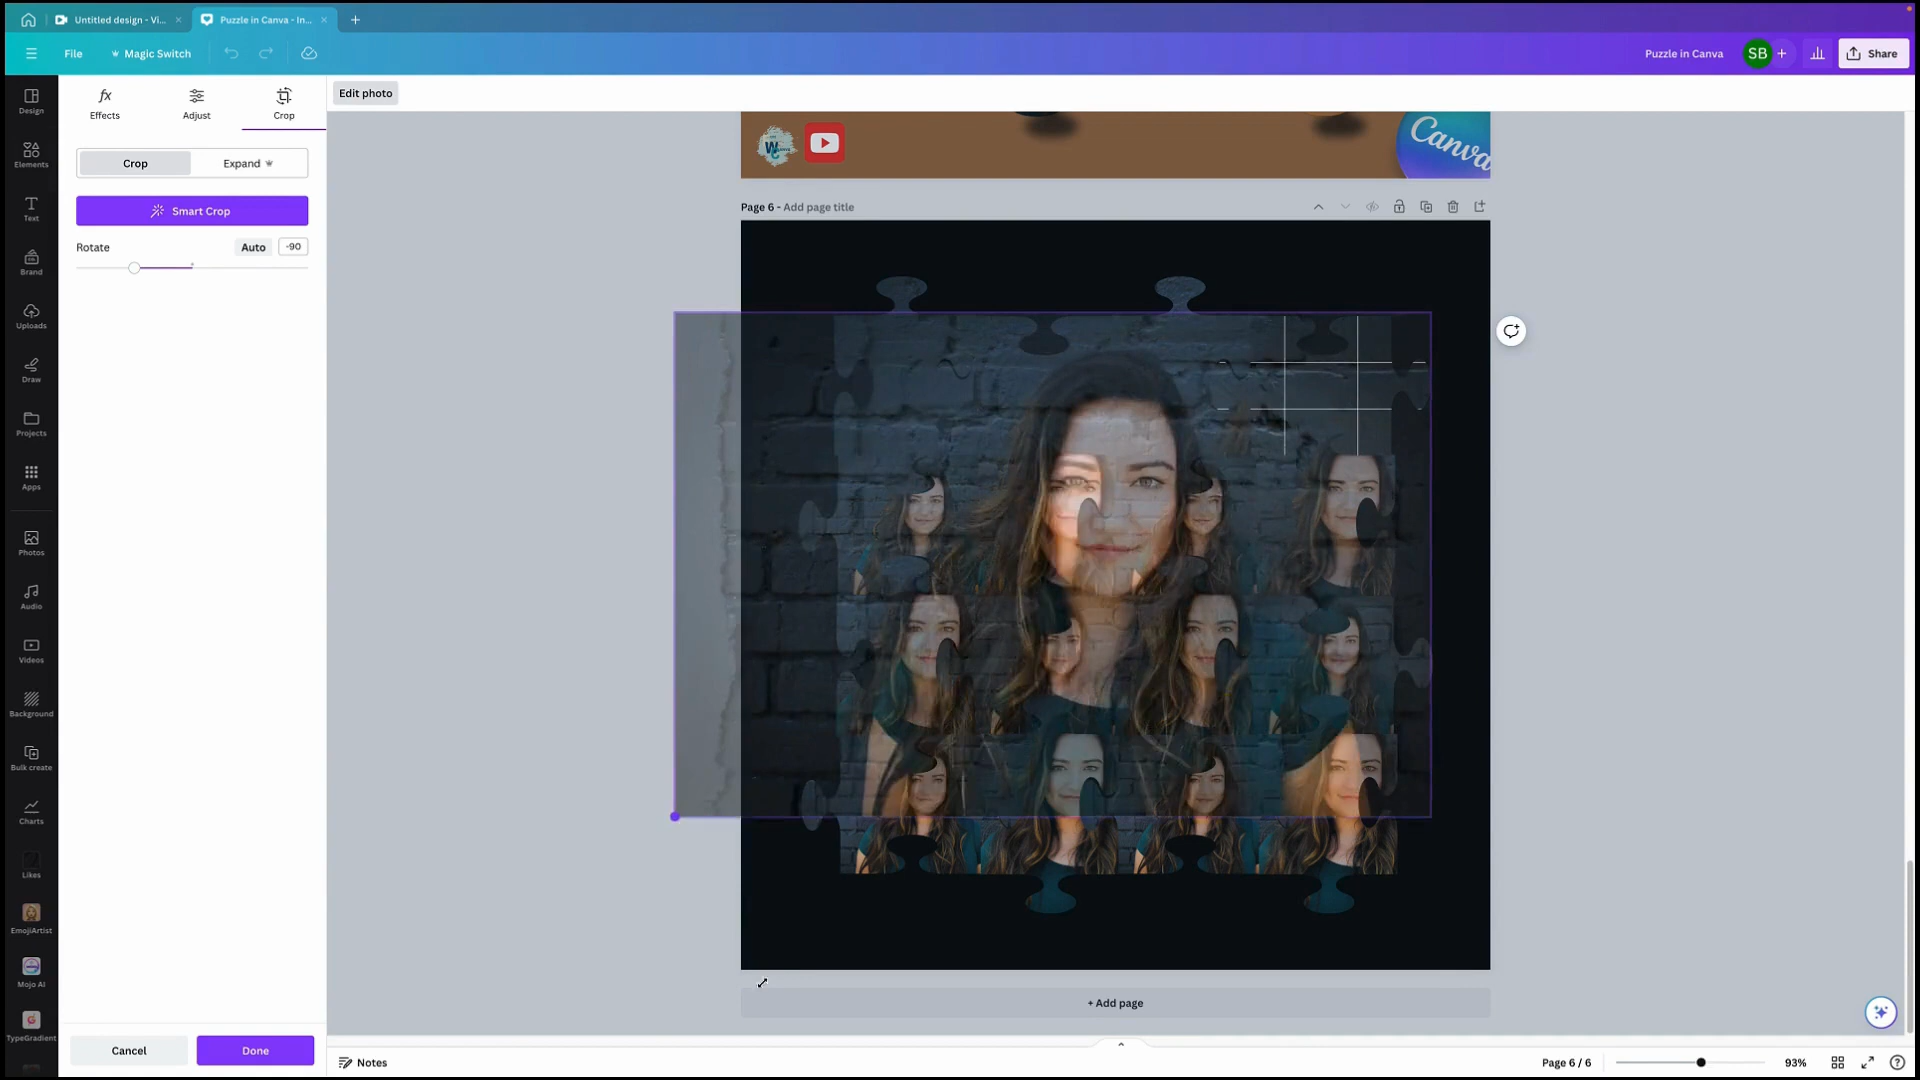 Untitled design - Vi...
Puzzle in Canva - In...
File
Magic Switch
Puzzle in Canva
SB
Share
Design
Elements
Text
Brand
Uploads
Draw
Projects
Apps
Photos
Audio
Videos
Background
Bulk create
Charts
Likes
EmojiArtist
Mojo AI
TypeGradient
Effects
Adjust
Crop
Crop
Expand
Smart Crop
Rotate
Auto
-90
Cancel
Done
Edit photo
Canva
Page 6 - Add page title
+ Add page
Notes
Page 6 / 6
93%